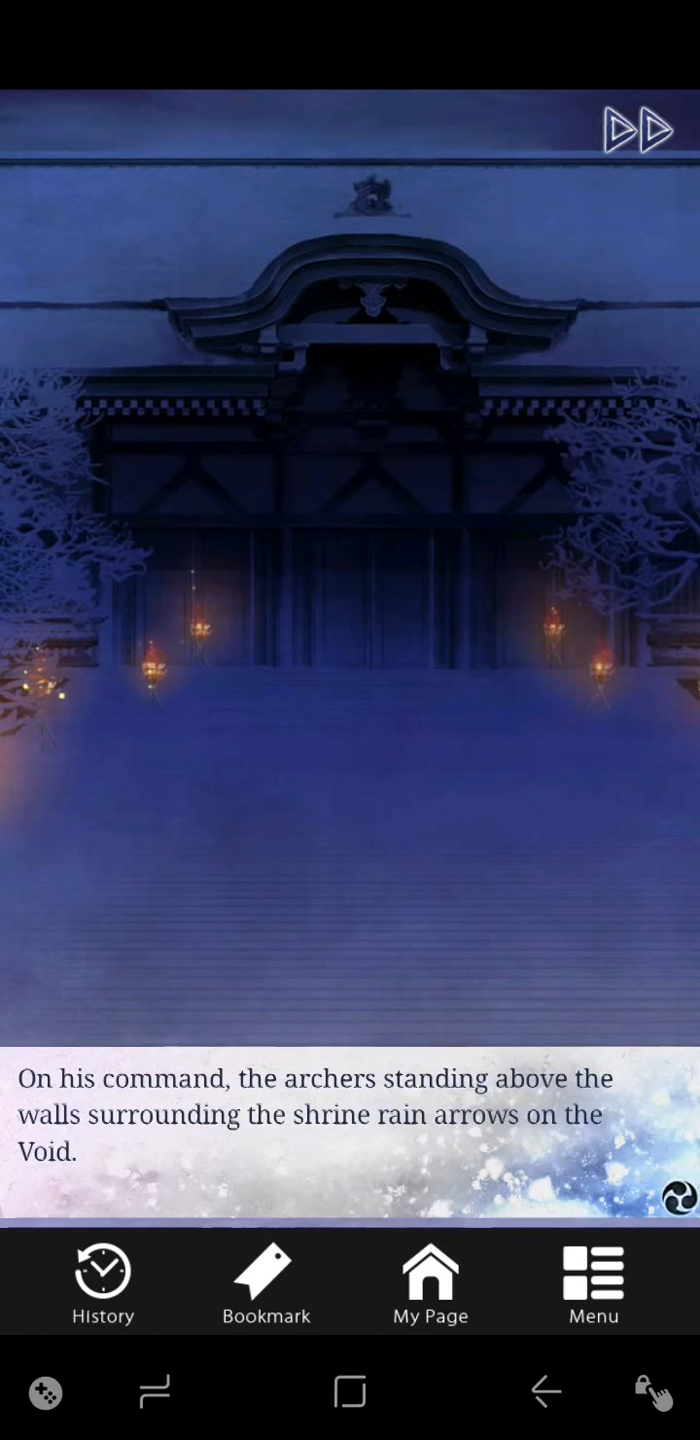 On his command, the archers standing above the
walls surrounding the shrine rain arrows on the
Void.
History
Bookmark
My Page
Menu